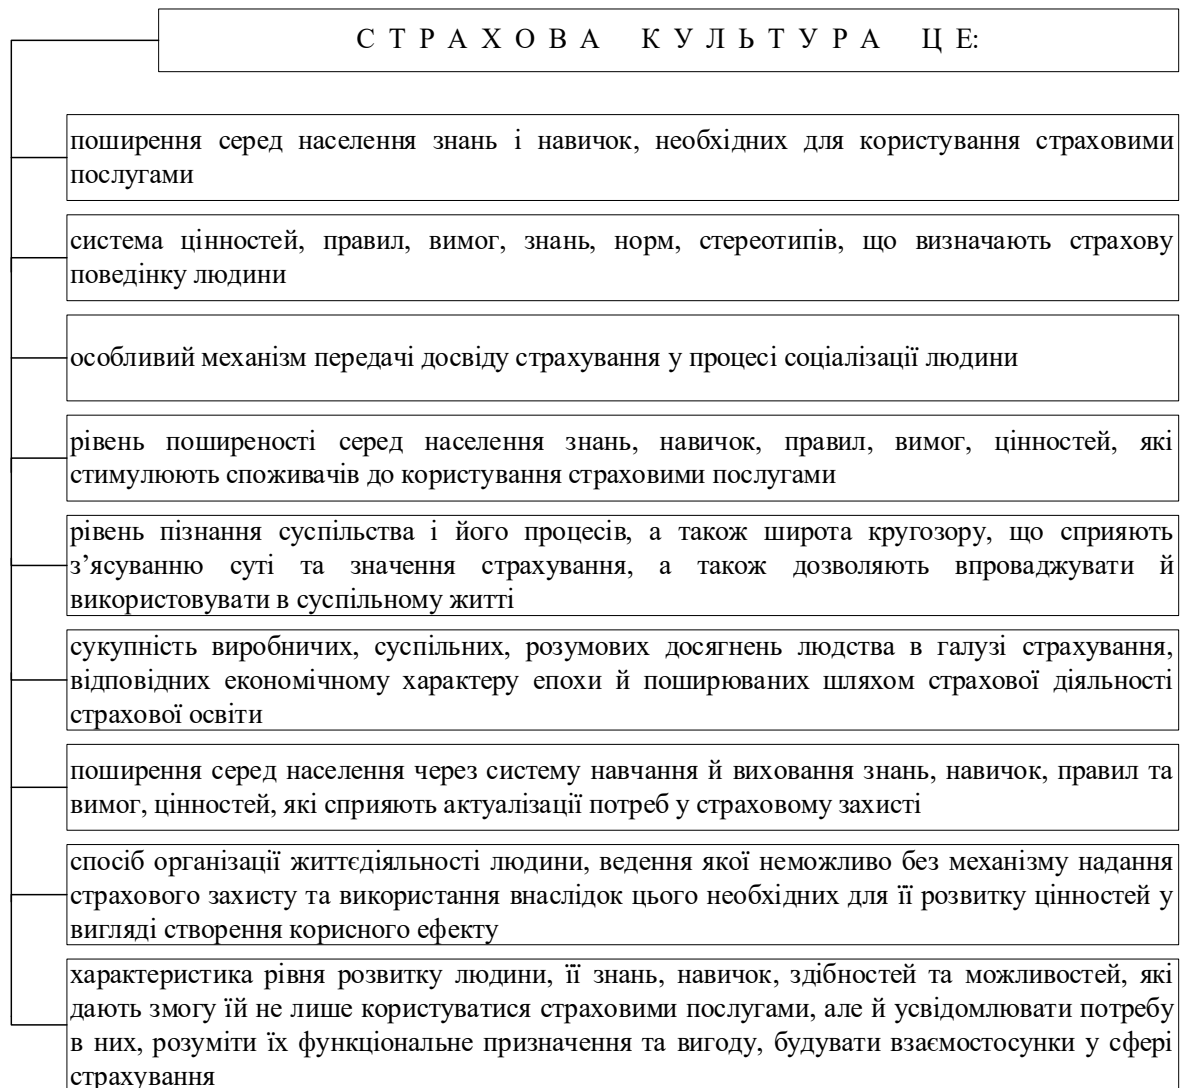 СТРАХОВА КУЛЬТУРА ЦЕ:
поширення серед населення знань і навичок, необхідних для користування страховими
послугами
система цінностей, правил, вимог, знань, норм, стереотипів, що визначають страхову
поведінку людини
особливий механізм передачі досвіду страхування у процесі соціалізації людини
рівень поширеності серед населення знань, навичок, правил, вимог, цінностей, які
стимулюють споживачів до користування страховими послугами
рівень пізнання суспільства і його процесів, а також широта кругозору, що сприяють
з’ясуванню суті та значення страхування, а також дозволяють впроваджувати й
використовувати в суспільному житті
сукупність виробничих, суспільних, розумових досягнень людства в галузі страхування,
відповідних економічному характеру епохи й поширюваних шляхом страхової діяльності
страхової освіти
поширення серед населення через систему навчання й виховання знань, навичок, правил та
вимог, цінностей, які сприяють актуалізації потреб у страховому захисті
спосіб організації життєдіяльності людини, ведення якої неможливо без механізму надання
страхового захисту та використання внаслідок цього необхідних для її розвитку цінностей у
вигляді створення корисного ефекту
характеристика рівня розвитку людини, її знань, навичок, здібностей та можливостей, які
дають змогу їй не лише користуватися страховими послугами, але й усвідомлювати потребу
в них, розуміти їх функціональне призначення та вигоду, будувати взаємостосунки у сфері
страхування